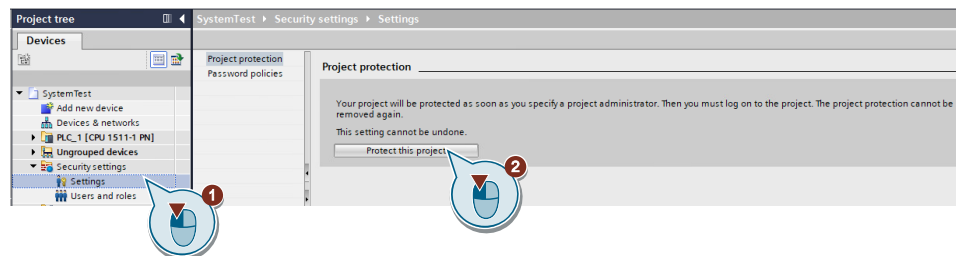 Project tree
SystemTest ▸ Security settings ▸ Settings
Devices
Project protection
Password policies
Project protection
SystemTest
Add new device
Devices & networks
PLC_1 [CPU 1511-1 PN]
Ungrouped devices
Security settings
Settings
Users and roles
Your project will be protected as soon as you specify a project administrator. Then you must log on to the project. The project protection cannot be
removed again.
This setting cannot be undone.
Protect this project
1
2